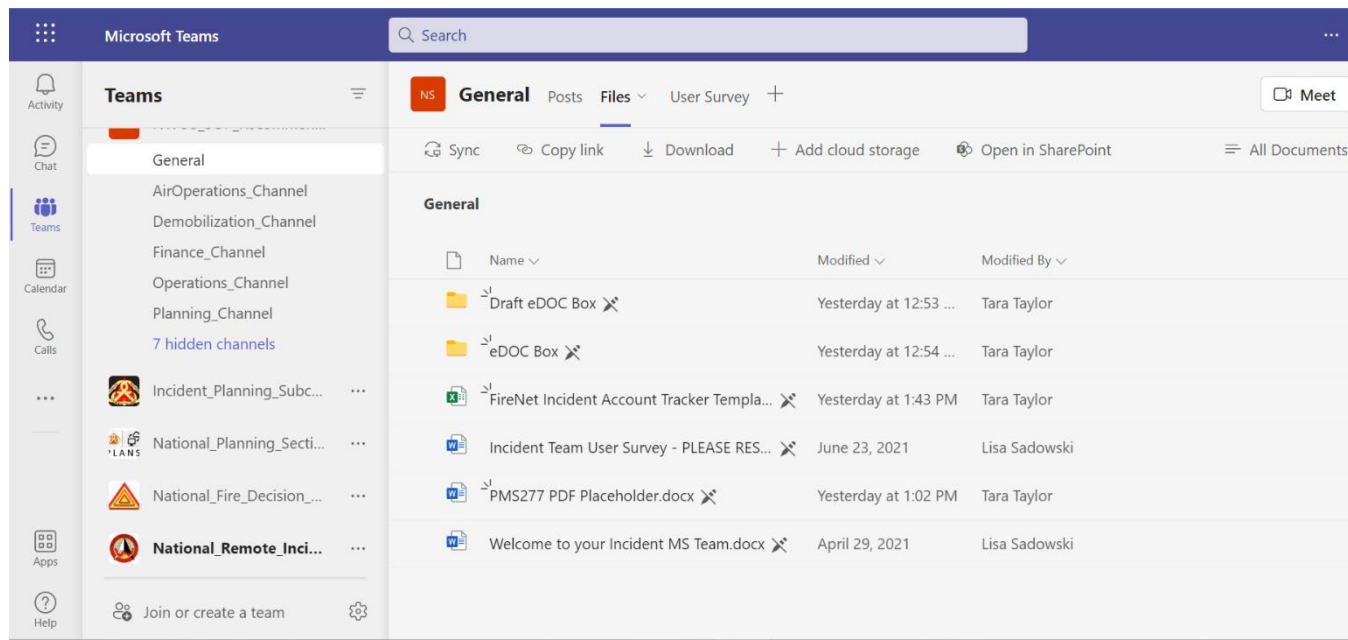 Microsoft Teams
Search
Activity
Chat
Teams
Calendar
Calls
Apps
Help
Teams
General
AirOperations_Channel
Demobilization_Channel
Finance_Channel
Operations_Channel
Planning_Channel
7 hidden channels
Incident_Planning_Subc...
National_Planning_Secti...
National_Fire_Decision_...
National_Remote_Inci...
Join or create a team
NS General Posts Files User Survey
Meet
Sync Copy link Download Add cloud storage Open in SharePoint All Documents
General
Name Modified Modified By
Draft eDOC Box Yesterday at 12:53 ... Tara Taylor
eDOC Box Yesterday at 12:54 ... Tara Taylor
FireNet Incident Account Tracker Templa... Yesterday at 1:43 PM Tara Taylor
Incident Team User Survey - PLEASE RES... June 23, 2021 Lisa Sadowski
PMS277 PDF Placeholder.docx Yesterday at 1:02 PM Tara Taylor
Welcome to your Incident MS Team.docx April 29, 2021 Lisa Sadowski